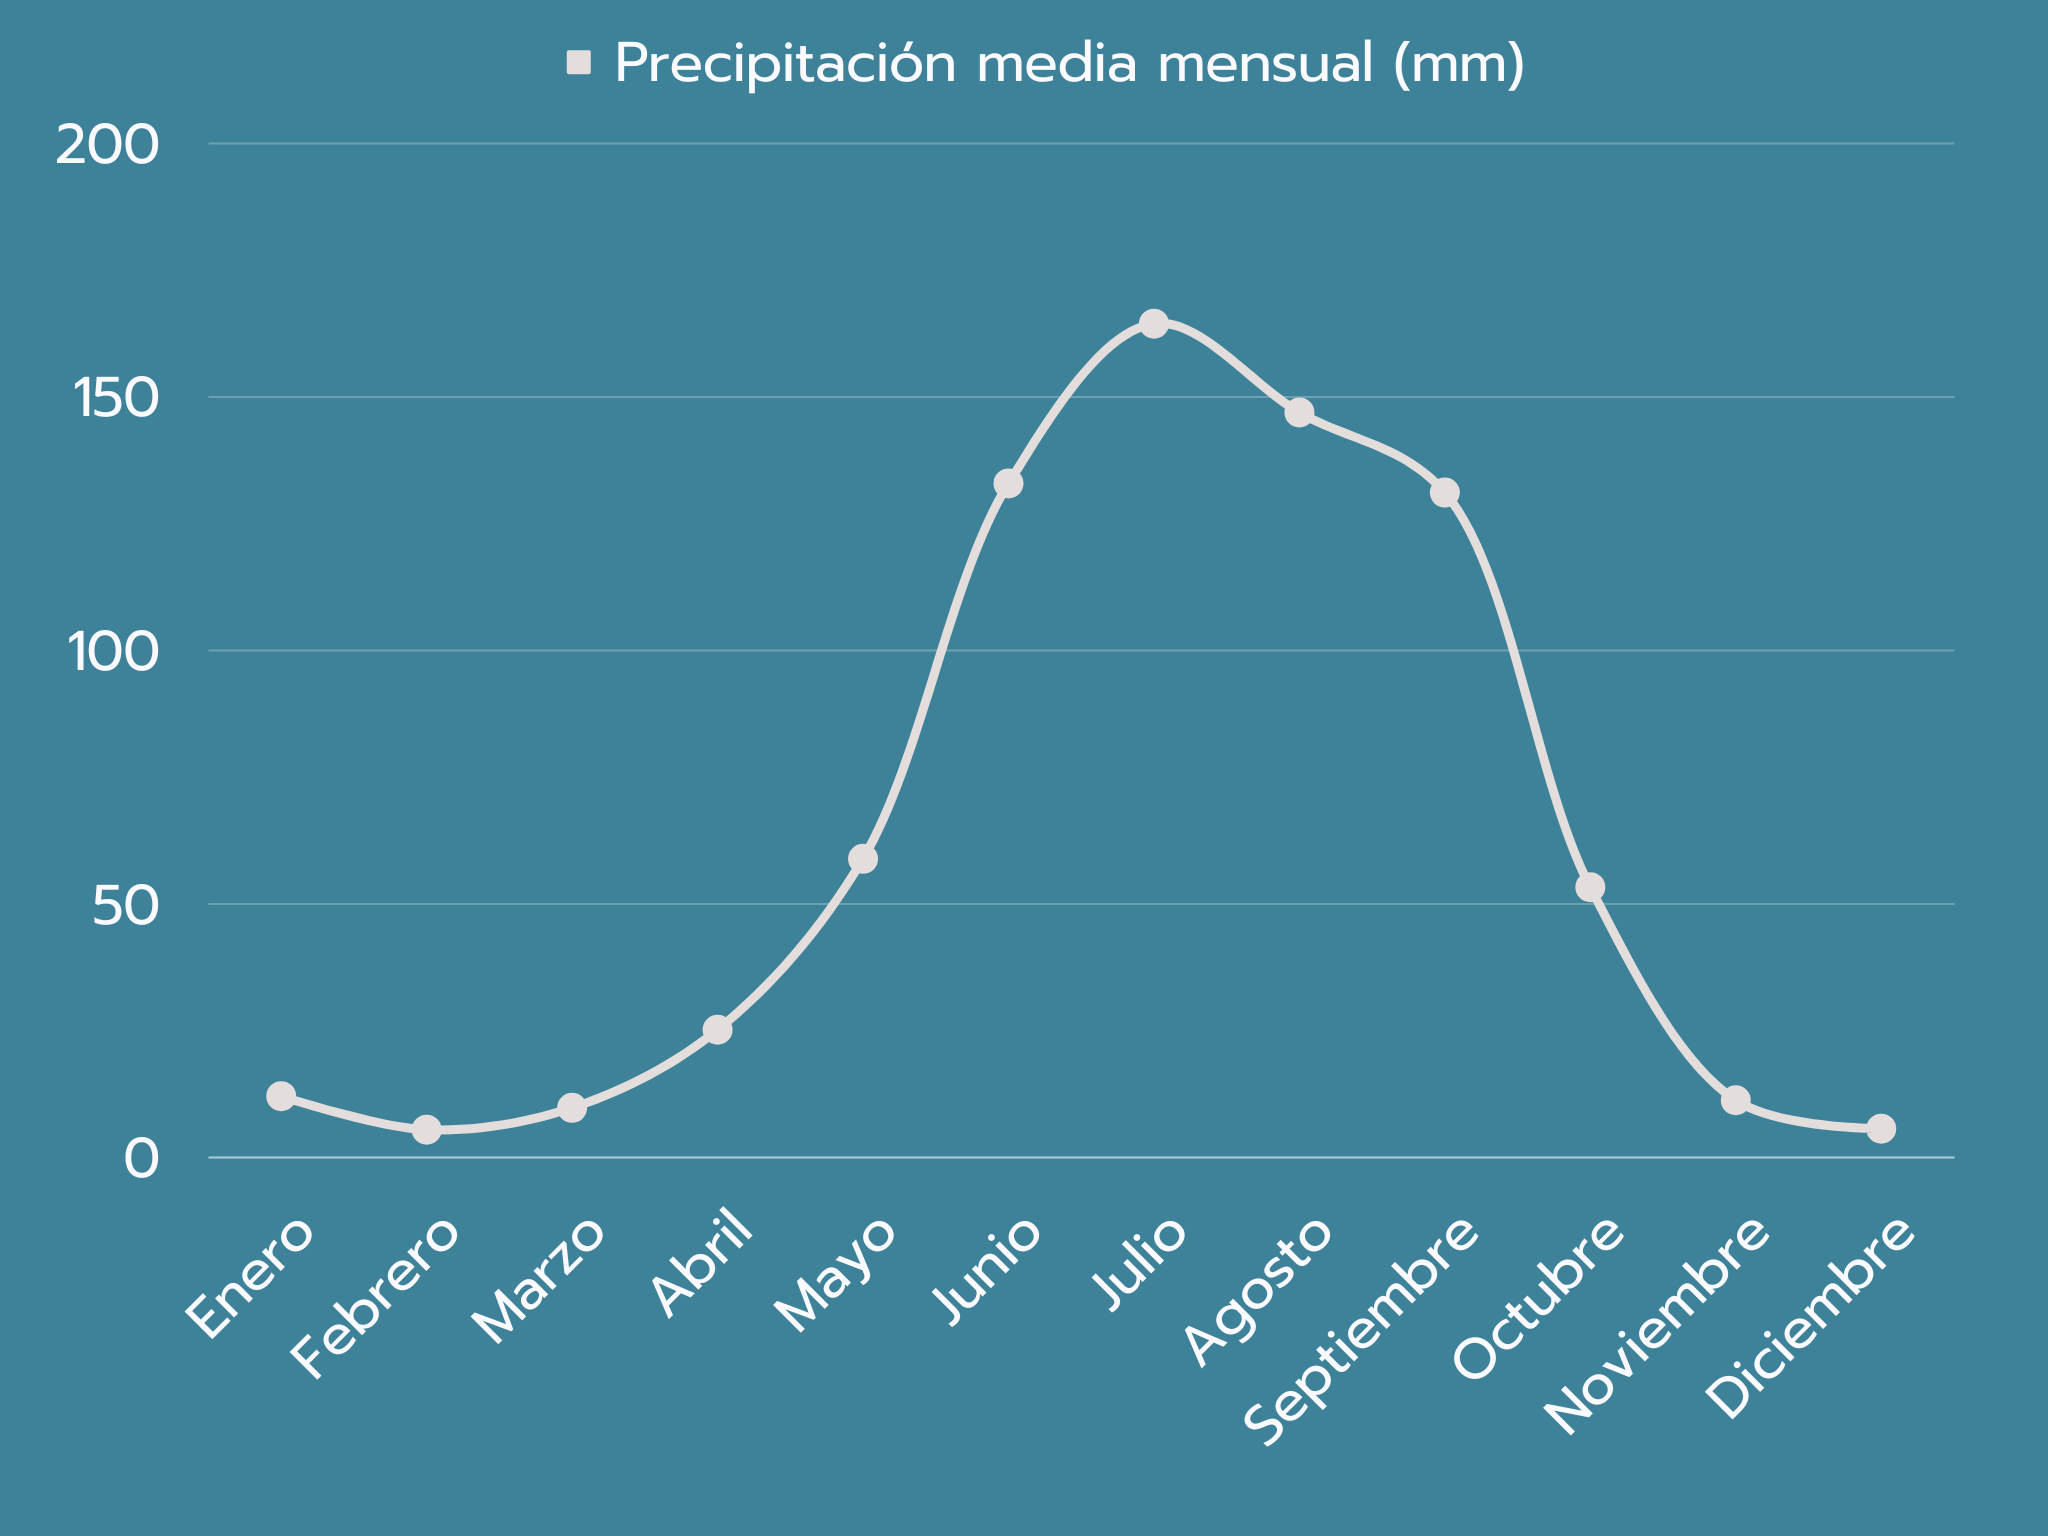 Precipitación media mensual (mm)
200
150
100
50
0
Enero
Febrero
Marzo
Abril
Mayo
Junio
Julio
Agosto
Septiembre
Octubre
Noviembre
Diciembre